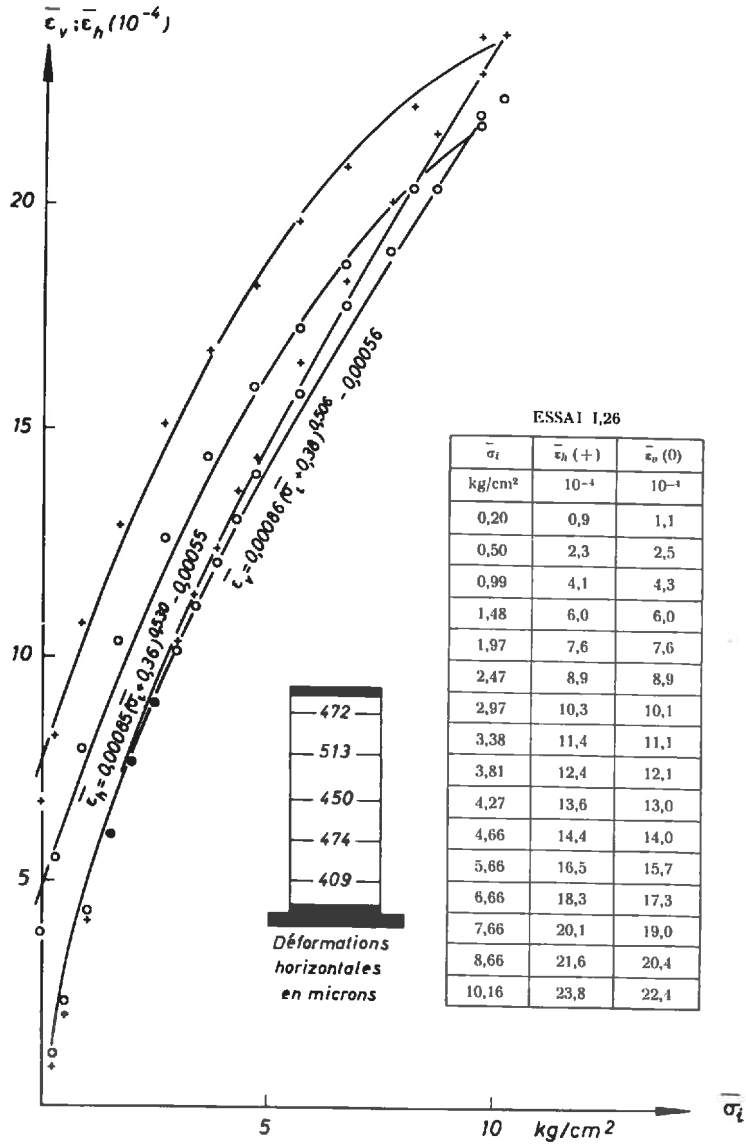 ε̄v ; ε̄h (10⁻⁴)
20
15
10
5
ε̄h = 0,00085 (σ̄i + 0,36)^0,530 - 0,00055
ε̄v = 0,00086 (σ̄i + 0,38)^0,506 - 0,00056
472
513
450
474
409
Déformations
horizontales
en microns
ESSAI I,26
σ̄i ε̄h (+) ε̄v (0)
kg/cm² 10⁻⁴ 10⁻⁴
0,20 0,9 1,1
0,50 2,3 2,5
0,99 4,1 4,3
1,48 6,0 6,0
1,97 7,6 7,6
2,47 8,9 8,9
2,97 10,3 10,1
3,38 11,4 11,1
3,81 12,4 12,1
4,27 13,6 13,0
4,66 14,4 14,0
5,66 16,5 15,7
6,66 18,3 17,3
7,66 20,1 19,0
8,66 21,6 20,4
10,16 23,8 22,4
5 10 kg/cm² σ̄i